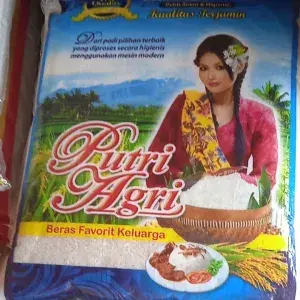 Kualitas Terjamin
Dari padi pilihan terbaik
yang diproses secara higienis
menggunakan mesin modern
Putri
Agri
Beras Favorit Keluarga